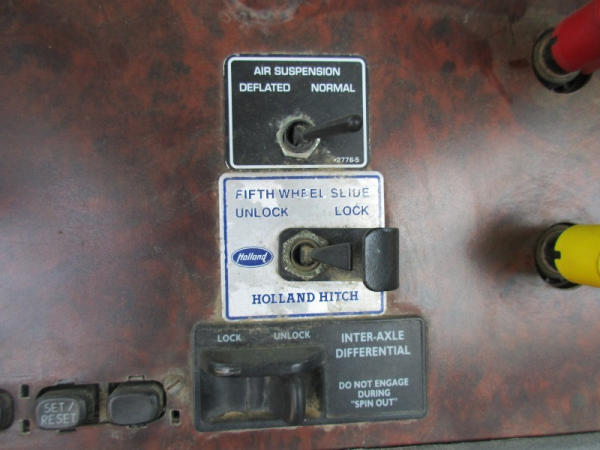 AIR SUSPENSION
DEFLATED NORMAL
FIFTH WHEEL SLIDE
UNLOCK LOCK
Holland
HOLLAND HITCH
LOCK UNLOCK
INTER-AXLE
DIFFERENTIAL
DO NOT ENGAGE
DURING
"SPIN OUT"
SET/
RESET